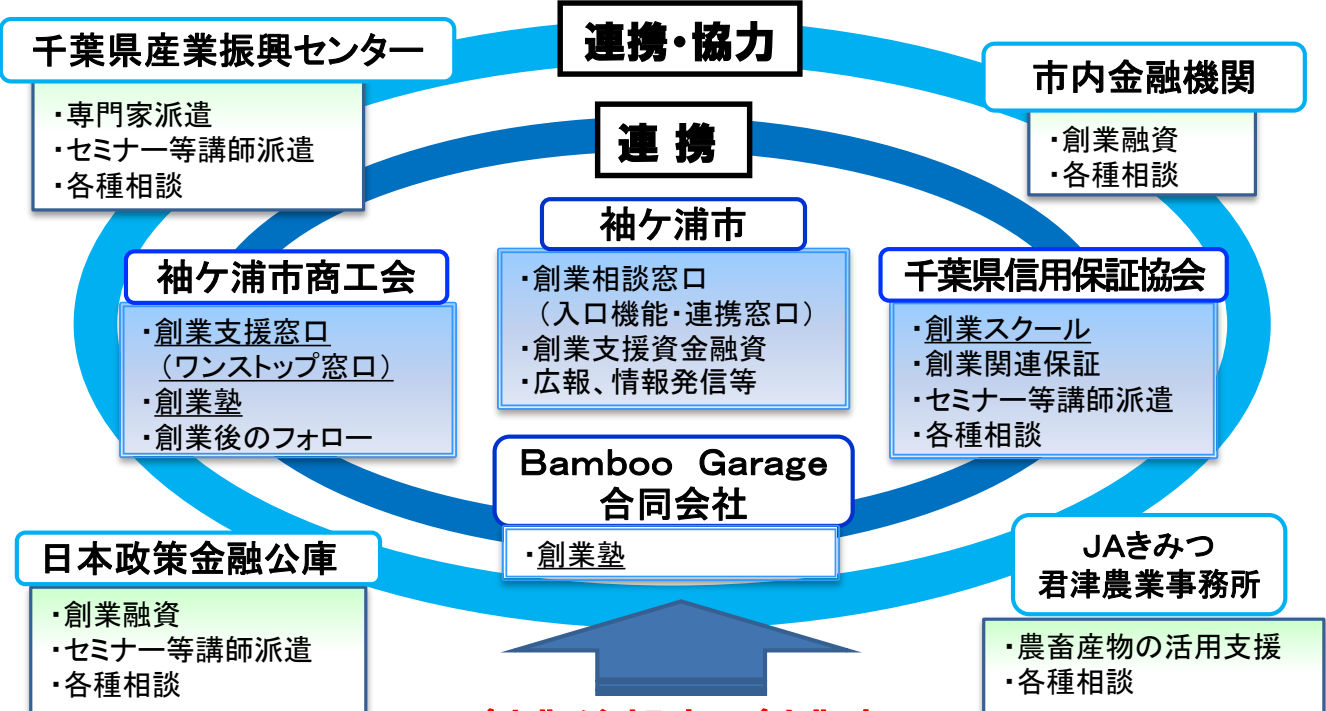 連携・協力
千葉県産業振興センター
・専門家派遣
・セミナー等講師派遣
・各種相談
市内金融機関
・創業融資
・各種相談
連 携
袖ケ浦市
・創業相談窓口
（入口機能・連携窓口）
・創業支援資金融資
・広報、情報発信等
袖ケ浦市商工会
・創業支援窓口
（ワンストップ窓口）
・創業塾
・創業後のフォロー
千葉県信用保証協会
・創業スクール
・創業関連保証
・セミナー等講師派遣
・各種相談
Bamboo Garage
合同会社
・創業塾
日本政策金融公庫
・創業融資
・セミナー等講師派遣
・各種相談
JAきみつ
君津農業事務所
・農畜産物の活用支援
・各種相談